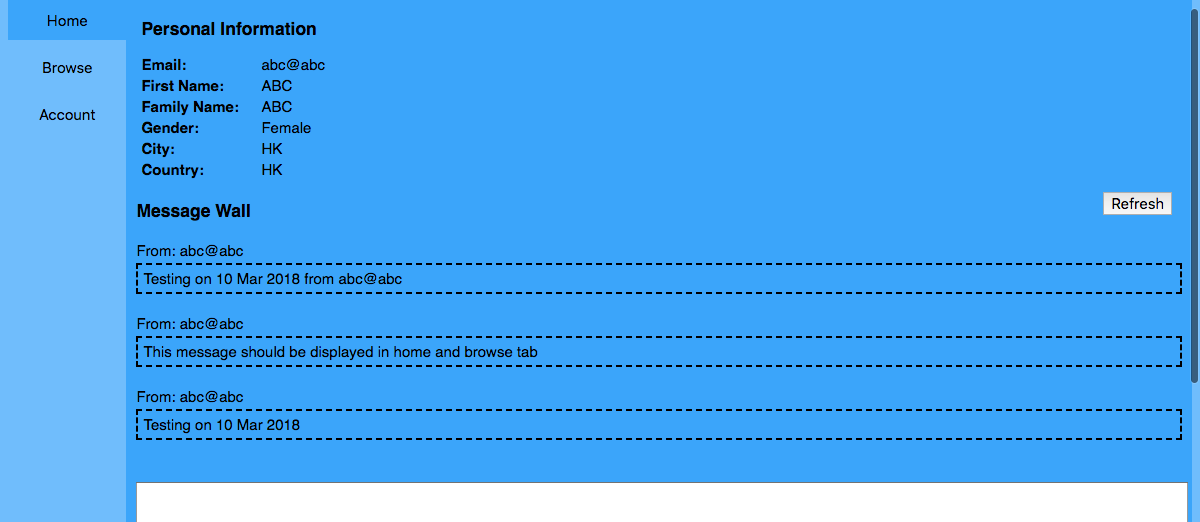 Home
Browse
Account
Personal Information
Email: abc@abc
First Name: ABC
Family Name: ABC
Gender: Female
City: HK
Country: HK
Message Wall
Refresh
From: abc@abc
Testing on 10 Mar 2018 from abc@abc
From: abc@abc
This message should be displayed in home and browse tab
From: abc@abc
Testing on 10 Mar 2018